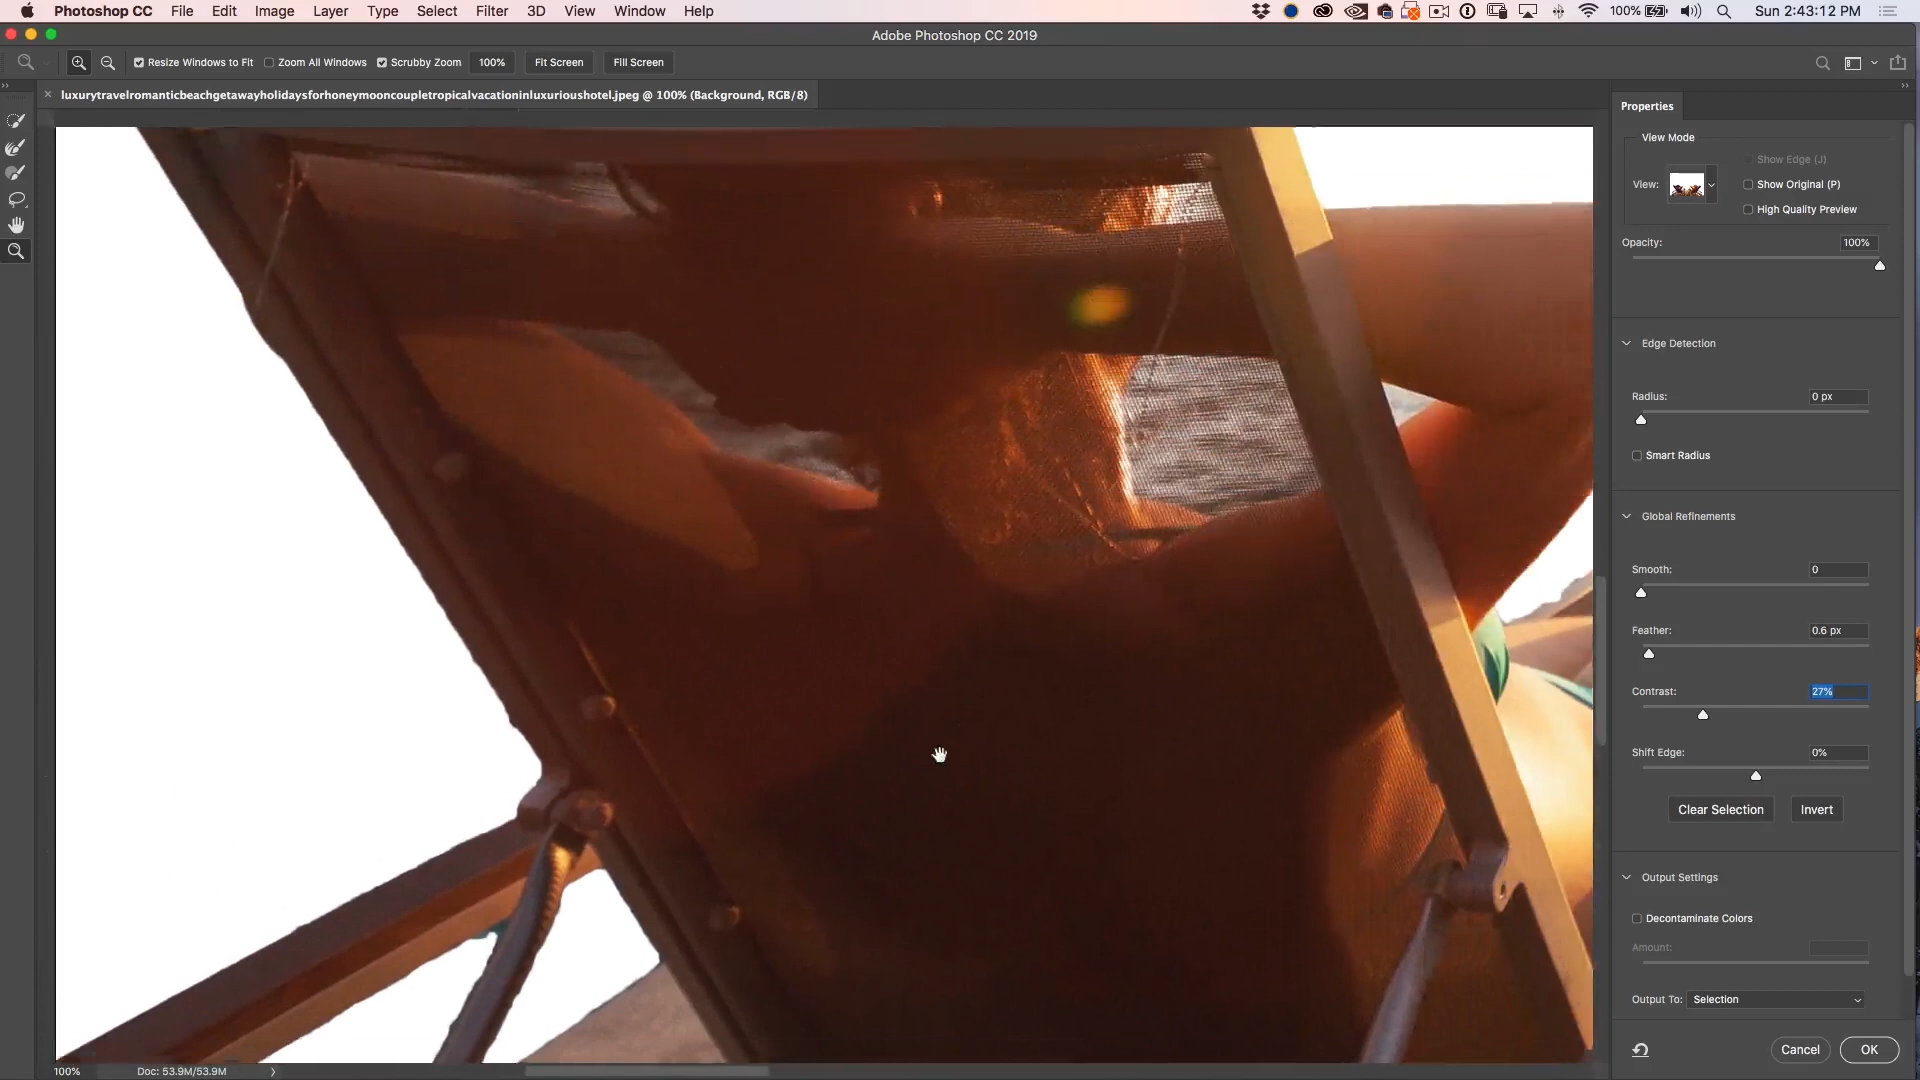 Photoshop CC File Edit Image Layer Type Select Filter 3D View Window Help 100% Sun 2:43:12 PM
Adobe Photoshop CC 2019
Resize Windows to Fit Zoom All Windows Scrubby Zoom 100% Fit Screen Fill Screen
luxurytravelromanticbeachgetawayholidaysforhoneymooncoupletropicalvacationinluxurioushotel.jpeg @ 100% (Background, RGB/8)
Properties
View Mode
Show Edge (J)
View:
Show Original (P)
High Quality Preview
Opacity: 100%
Edge Detection
Radius: 0 px
Smart Radius
Global Refinements
Smooth: 0
Feather: 0.6 px
Contrast: 27%
Shift Edge: 0%
Clear Selection Invert
Output Settings
Decontaminate Colors
Amount:
Output To: Selection
Cancel OK
100% Doc: 53.9M/53.9M